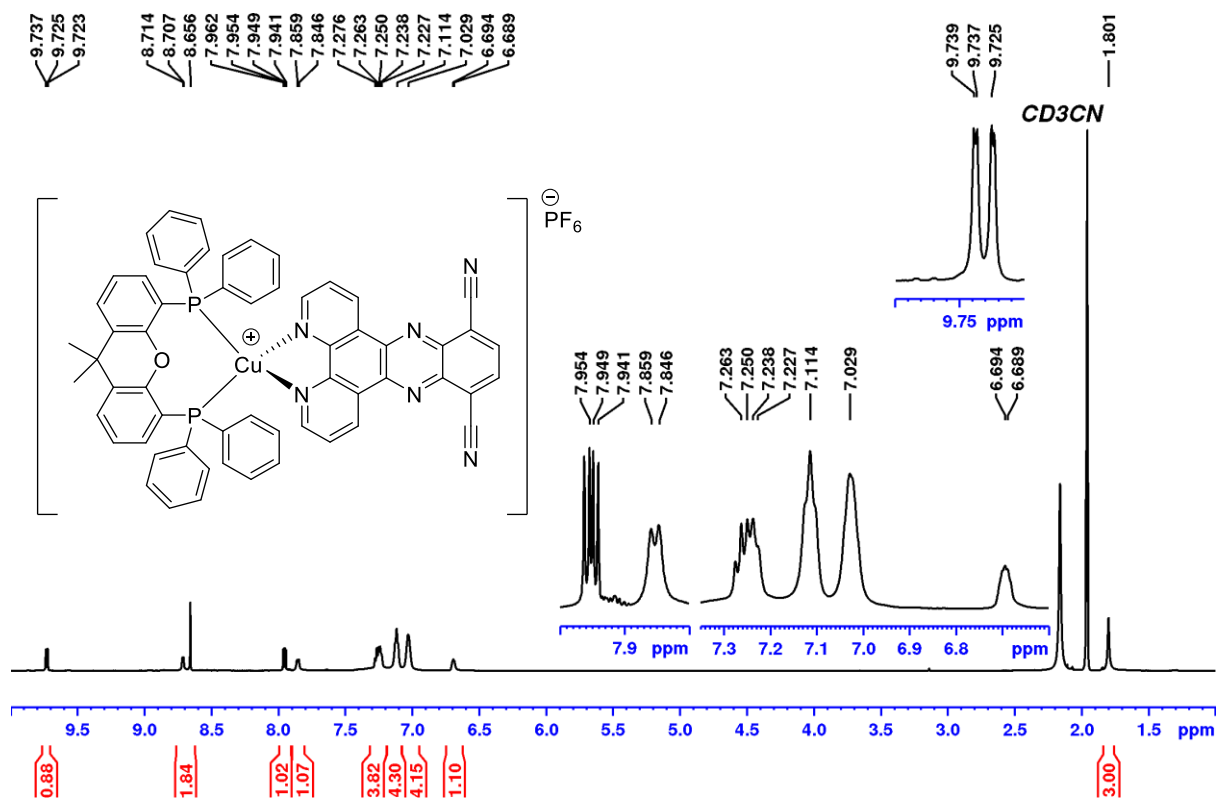 9.737 9.725 9.723 8.714 8.707 8.656 7.962 7.954 7.949 7.941 7.859 7.846 7.276 7.263 7.250 7.238 7.227 7.114 7.029 6.694 6.689
9.739 9.737 9.725
1.801
CD3CN
PF6
⊖
N
P
N
N
⊕
O
Cu
N
N
P
N
9.75 ppm
7.954 7.949 7.941 7.859 7.846
7.263 7.250 7.238 7.227 7.114 7.029 6.694 6.689
7.9 ppm
7.3 7.2 7.1 7.0 6.9 6.8 ppm
9.5 9.0 8.5 8.0 7.5 7.0 6.5 6.0 5.5 5.0 4.5 4.0 3.5 3.0 2.5 2.0 1.5 ppm
0.88 1.84 1.02 1.07 3.82 4.30 4.15 1.10 3.00